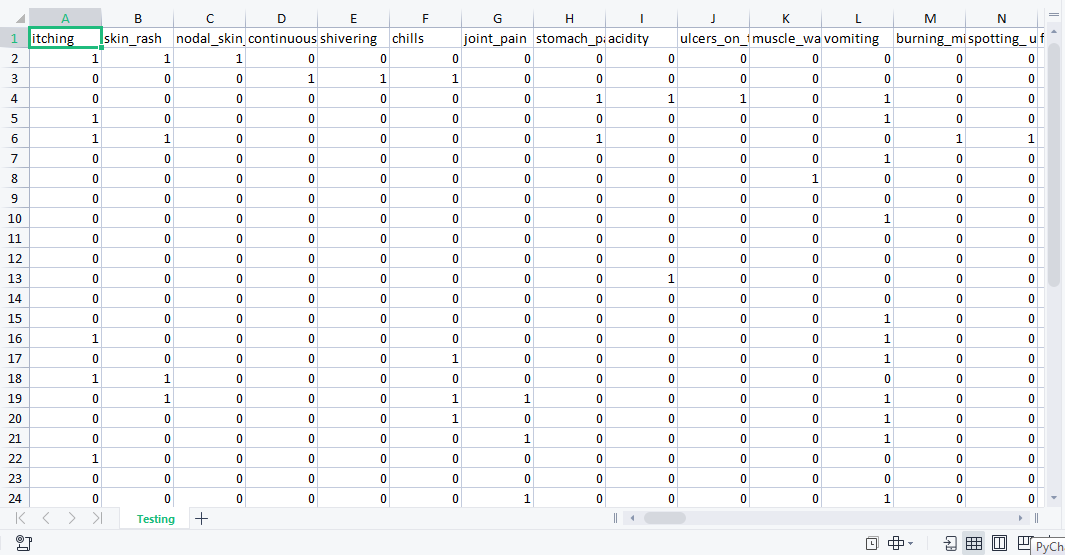 A B C D E F G H I J K L M N
1 itching skin_rash nodal_skin_ continuous shivering chills joint_pain stomach_pa acidity ulcers_on_t muscle_wa vomiting burning_mi spotting_u f
2 1 1 1 0 0 0 0 0 0 0 0 0 0 0
3 0 0 0 1 1 1 0 0 0 0 0 0 0 0
4 0 0 0 0 0 0 0 1 1 1 0 1 0 0
5 1 0 0 0 0 0 0 0 0 0 0 1 0 0
6 1 1 0 0 0 0 0 1 0 0 0 0 1 1
7 0 0 0 0 0 0 0 0 0 0 0 1 0 0
8 0 0 0 0 0 0 0 0 0 0 1 0 0 0
9 0 0 0 0 0 0 0 0 0 0 0 0 0 0
10 0 0 0 0 0 0 0 0 0 0 0 1 0 0
11 0 0 0 0 0 0 0 0 0 0 0 0 0 0
12 0 0 0 0 0 0 0 0 0 0 0 0 0 0
13 0 0 0 0 0 0 0 0 1 0 0 0 0 0
14 0 0 0 0 0 0 0 0 0 0 0 0 0 0
15 0 0 0 0 0 0 0 0 0 0 0 1 0 0
16 1 0 0 0 0 0 0 0 0 0 0 1 0 0
17 0 0 0 0 0 1 0 0 0 0 0 1 0 0
18 1 1 0 0 0 0 0 0 0 0 0 0 0 0
19 0 1 0 0 0 1 1 0 0 0 0 1 0 0
20 0 0 0 0 0 1 0 0 0 0 0 1 0 0
21 0 0 0 0 0 0 1 0 0 0 0 1 0 0
22 1 0 0 0 0 0 0 0 0 0 0 0 0 0
23 0 0 0 0 0 0 0 0 0 0 0 0 0 0
24 0 0 0 0 0 0 1 0 0 0 0 1 0 0
Testing
PyCh